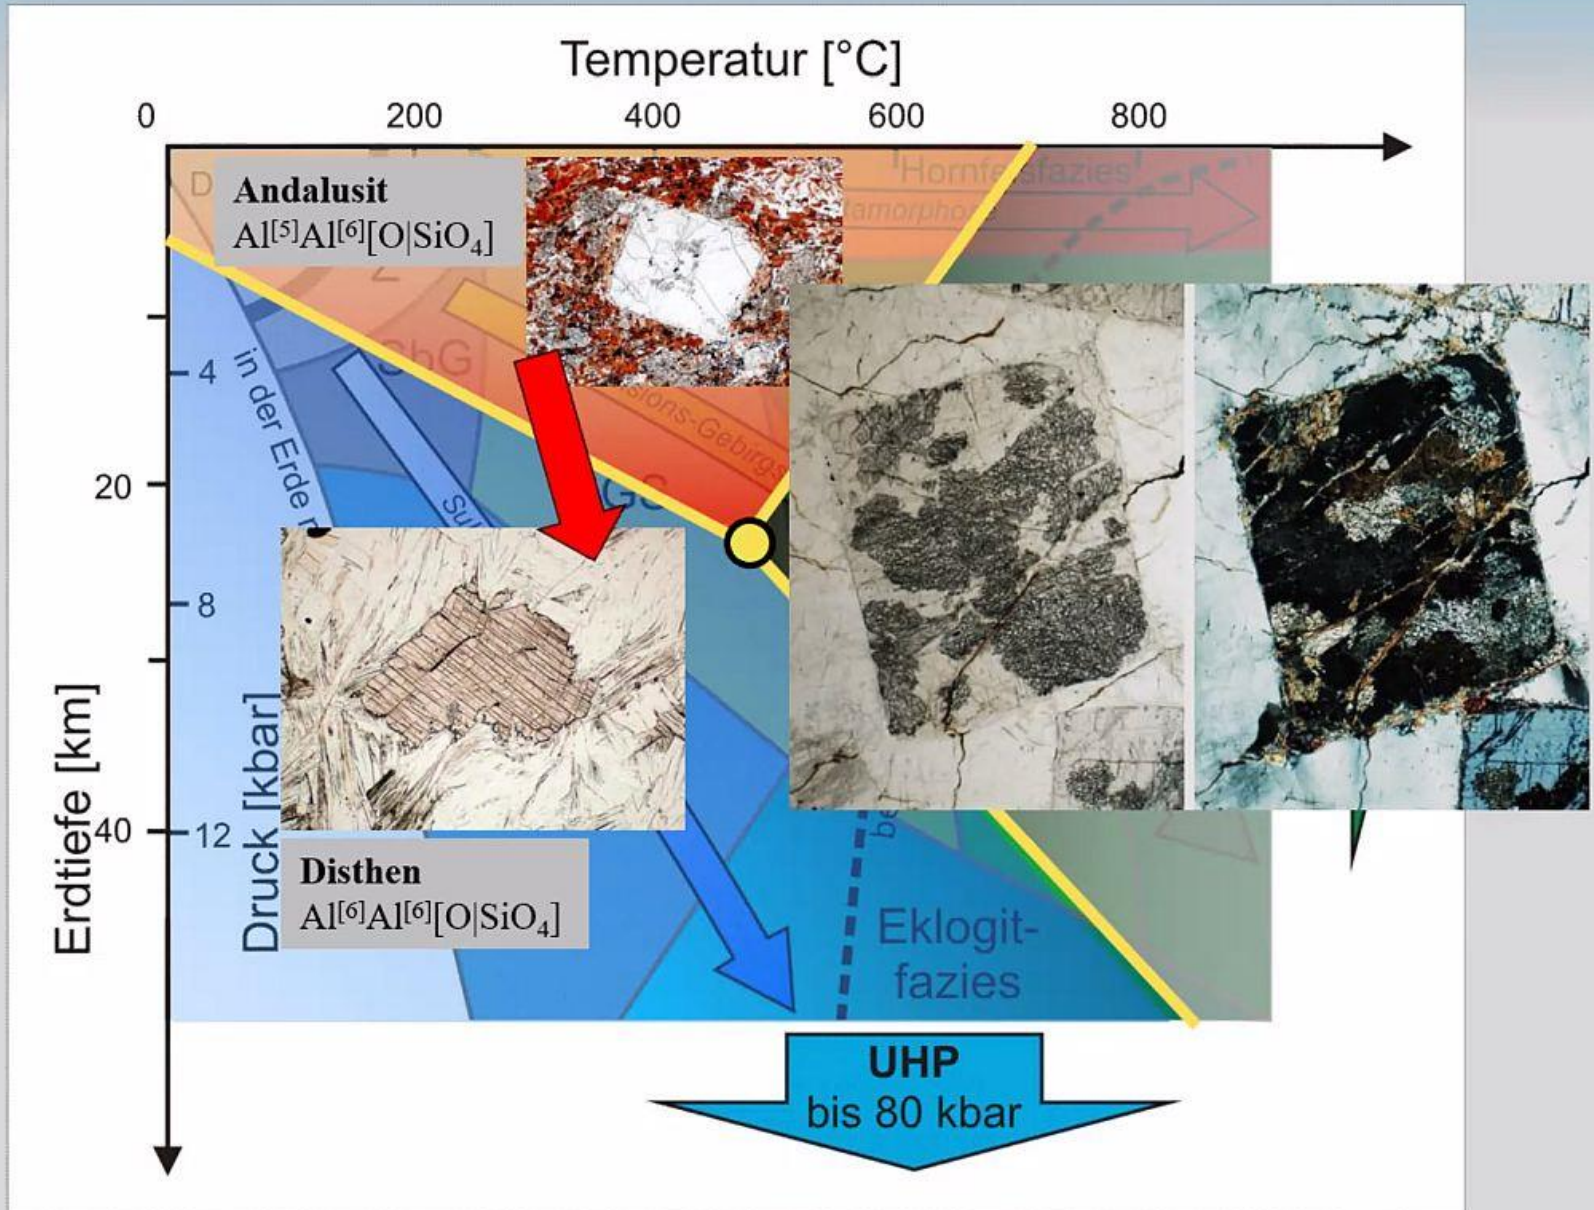 Temperatur [°C]
0 200 400 600 800
Hornfelsfazies
Andalusit
Al[5]Al[6][O|SiO4]
4
in der Erde
20
8
Erdtiefe [km]
Druck [kbar]
40
12
Disthen
Al[6]Al[6][O|SiO4]
Eklogit-
fazies
UHP
bis 80 kbar